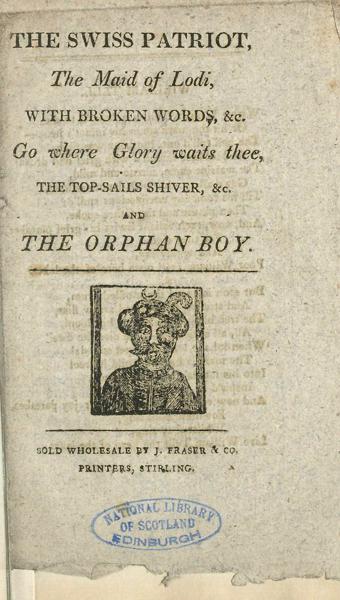 THE SWISS PATRIOT,
The Maid of Lodi,
WITH BROKEN WORDS, &c.
Go where Glory waits thee,
THE TOP-SAILS SHIVER, &c.
AND
THE ORPHAN BOY.
SOLD WHOLESALE BY J. FRASER & CO.
PRINTERS, STIRLING.
NATIONAL LIBRARY
OF SCOTLAND
EDINBURGH